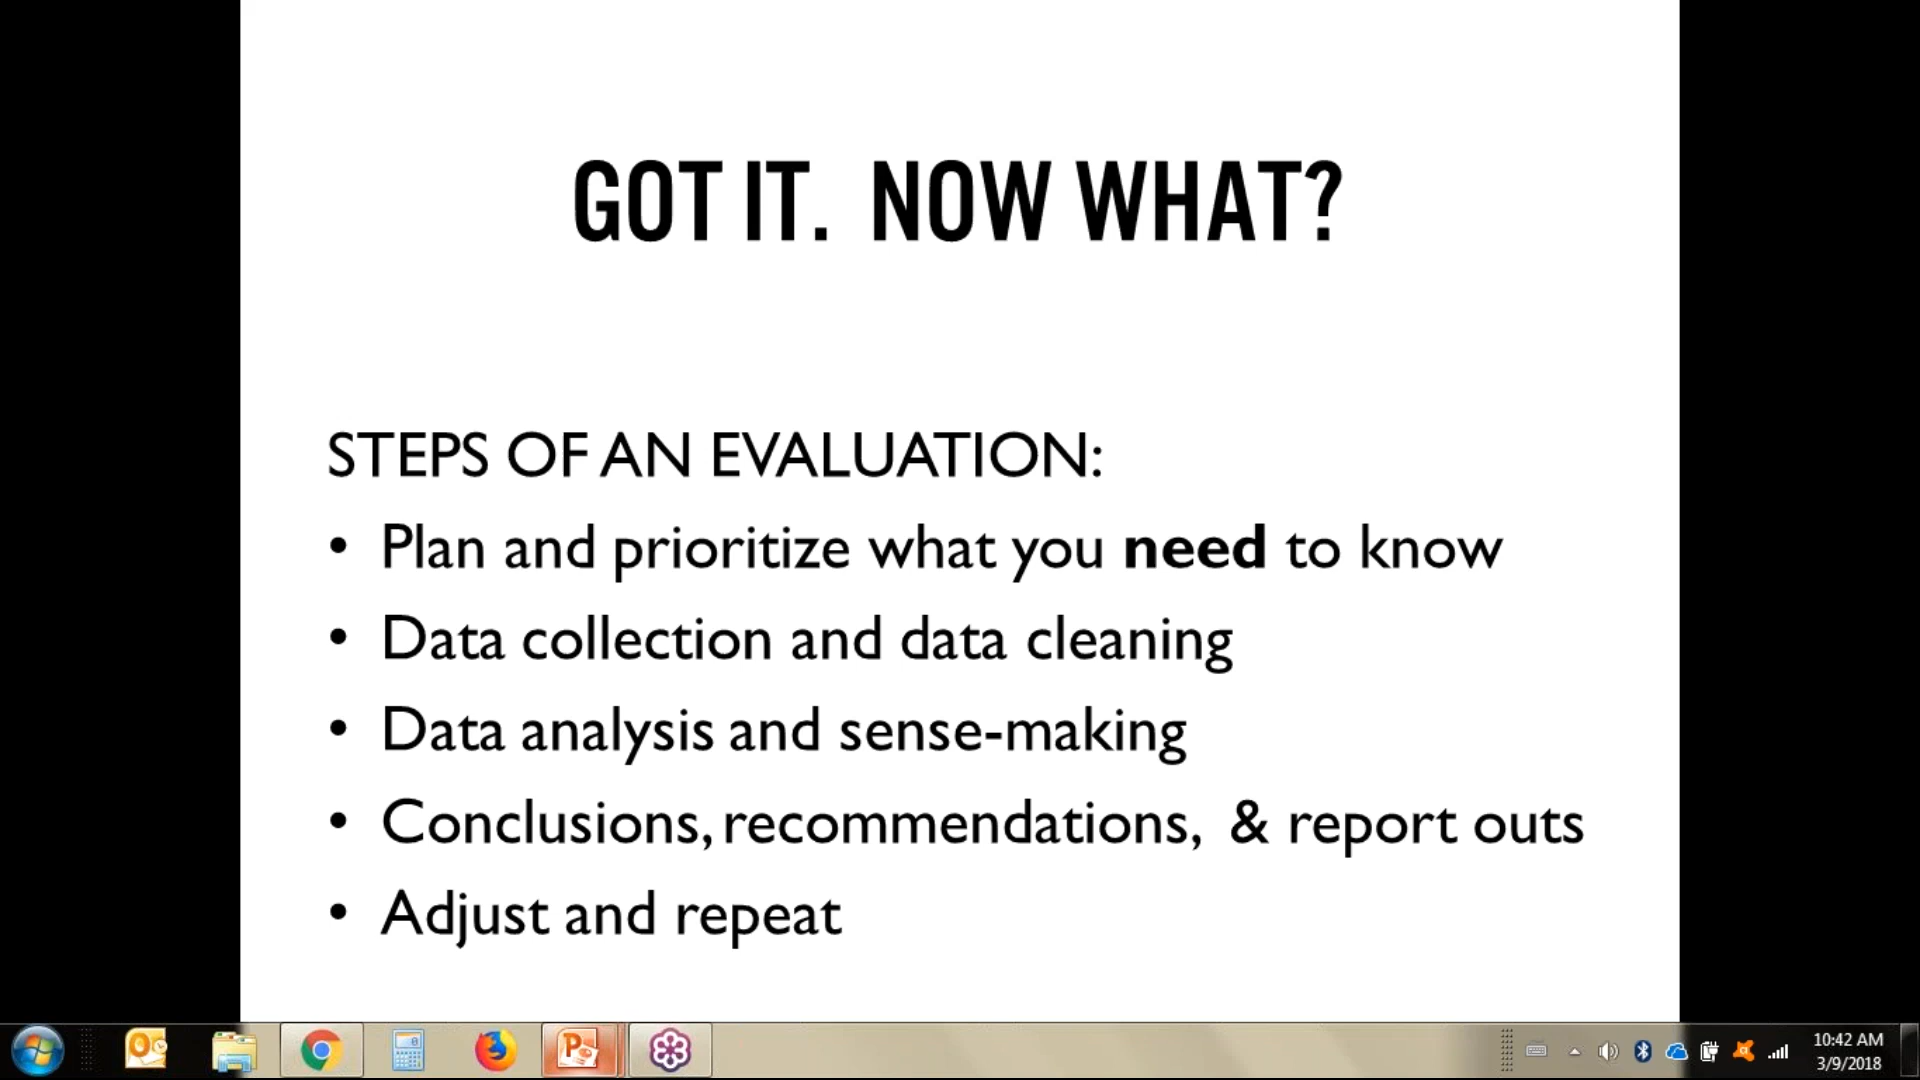 GOT IT. NOW WHAT?
STEPS OF AN EVALUATION:
• Plan and prioritize what you need to know
• Data collection and data cleaning
• Data analysis and sense-making
• Conclusions, recommendations, & report outs
• Adjust and repeat
10:42 AM
3/9/2018